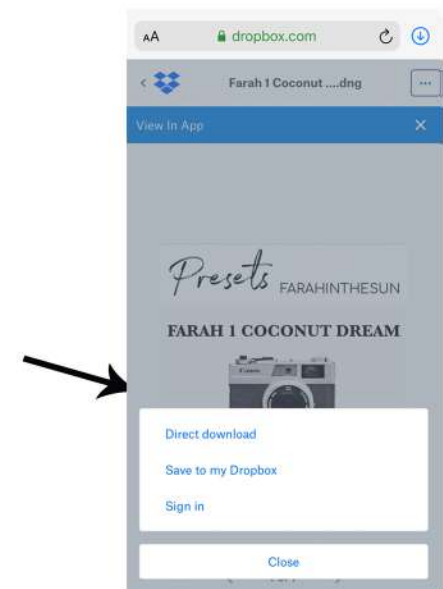 AA dropbox.com
Farah 1 Coconut ....dng ...
View In App
Presets FARAHINTHESUN
FARAH 1 COCONUT DREAM
Canon
Direct download
Save to my Dropbox
Sign in
Close